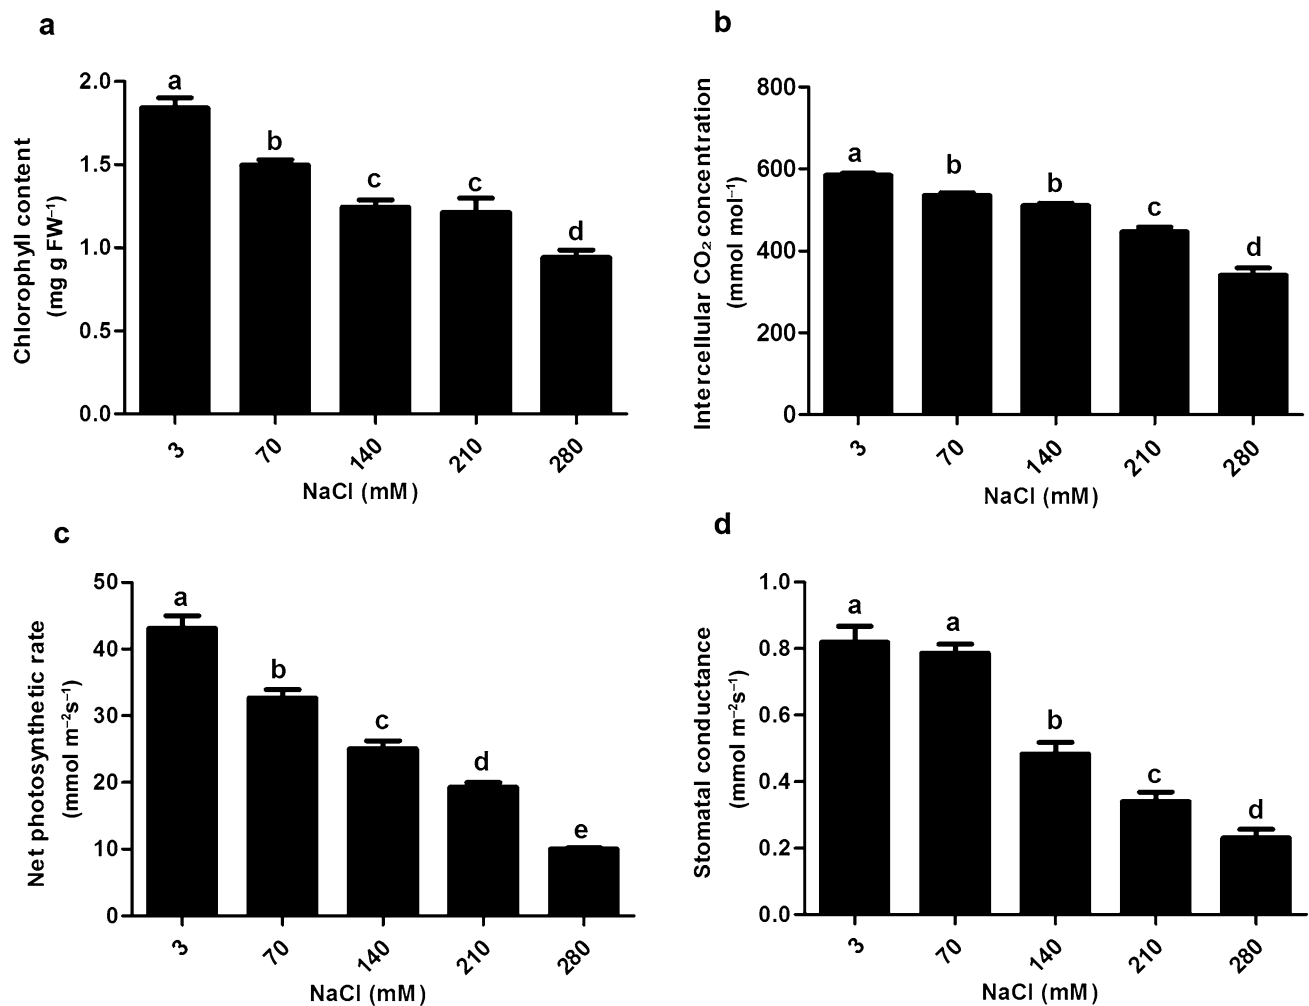 a
Chlorophyll content
(mg g FW⁻¹)
2.0
1.5
1.0
0.5
0.0
a
b
c
c
d
3
70
140
210
280
NaCl (mM)
b
Intercellular CO₂ concentration
(mmol mol⁻¹)
800
600
400
200
0
a
b
b
c
d
3
70
140
210
280
NaCl (mM)
c
Net photosynthetic rate
(mmol m⁻²s⁻¹)
50
40
30
20
10
0
a
b
c
d
e
3
70
140
210
280
NaCl (mM)
d
Stomatal conductance
(mmol m⁻²s⁻¹)
1.0
0.8
0.6
0.4
0.2
0.0
a
a
b
c
d
3
70
140
210
280
NaCl (mM)